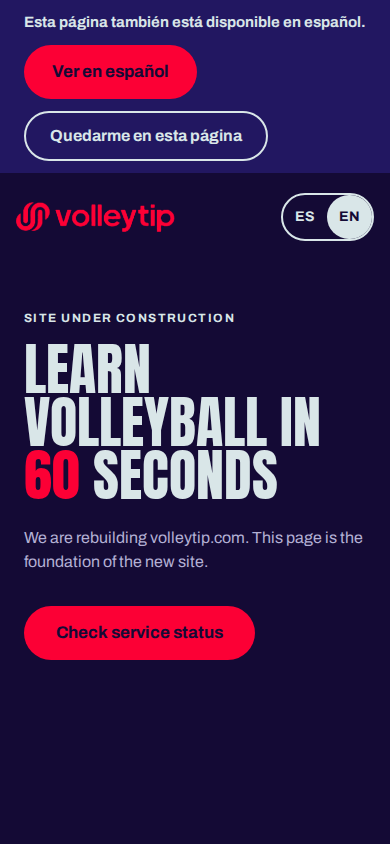 Esta página también está disponible en español.
Ver en español
Quedarme en esta página
volleytip
ES EN
SITE UNDER CONSTRUCTION
LEARN
VOLLEYBALL IN
60 SECONDS
We are rebuilding volleytip.com. This page is the
foundation of the new site.
Check service status